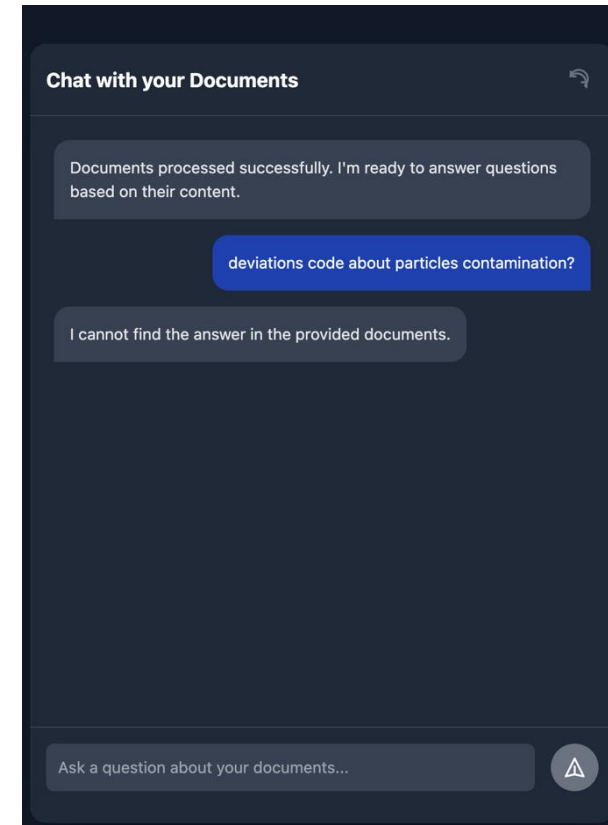 Chat with your Documents
Documents processed successfully. I'm ready to answer questions
based on their content.
deviations code about particles contamination?
I cannot find the answer in the provided documents.
Ask a question about your documents...